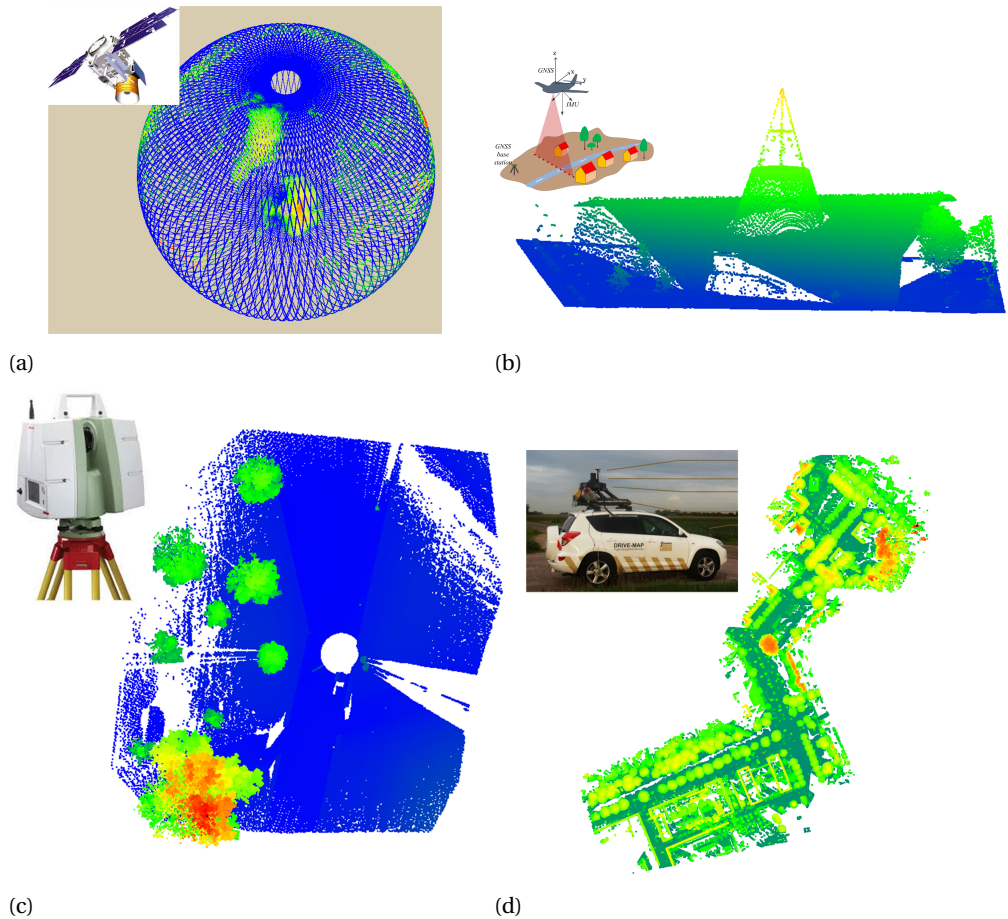 GNSS
z
x
y
IMU
GNSS
base
station
(a)
(b)
DRIVE-MAP
(c)
(d)